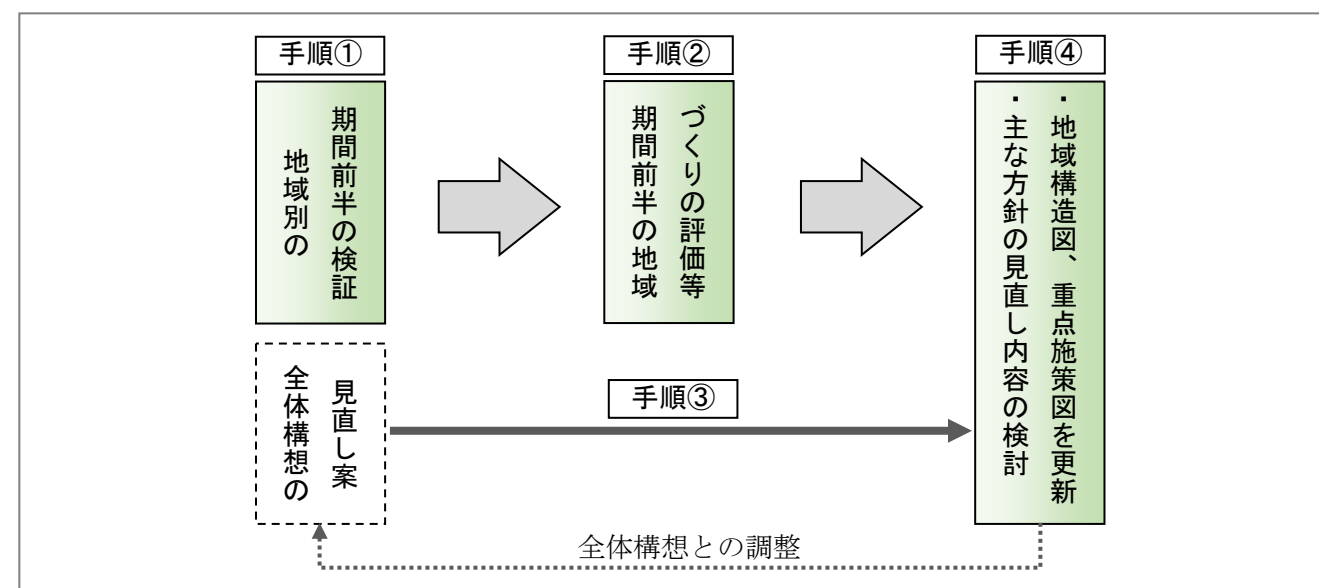 手順①
地域別の
期間前半の検証
手順②
期間前半の地域
づくりの評価等
手順④
・主な方針の見直し内容の検討
・地域構造図、重点施策図を更新
全体構想の
見直し案
手順③
全体構想との調整